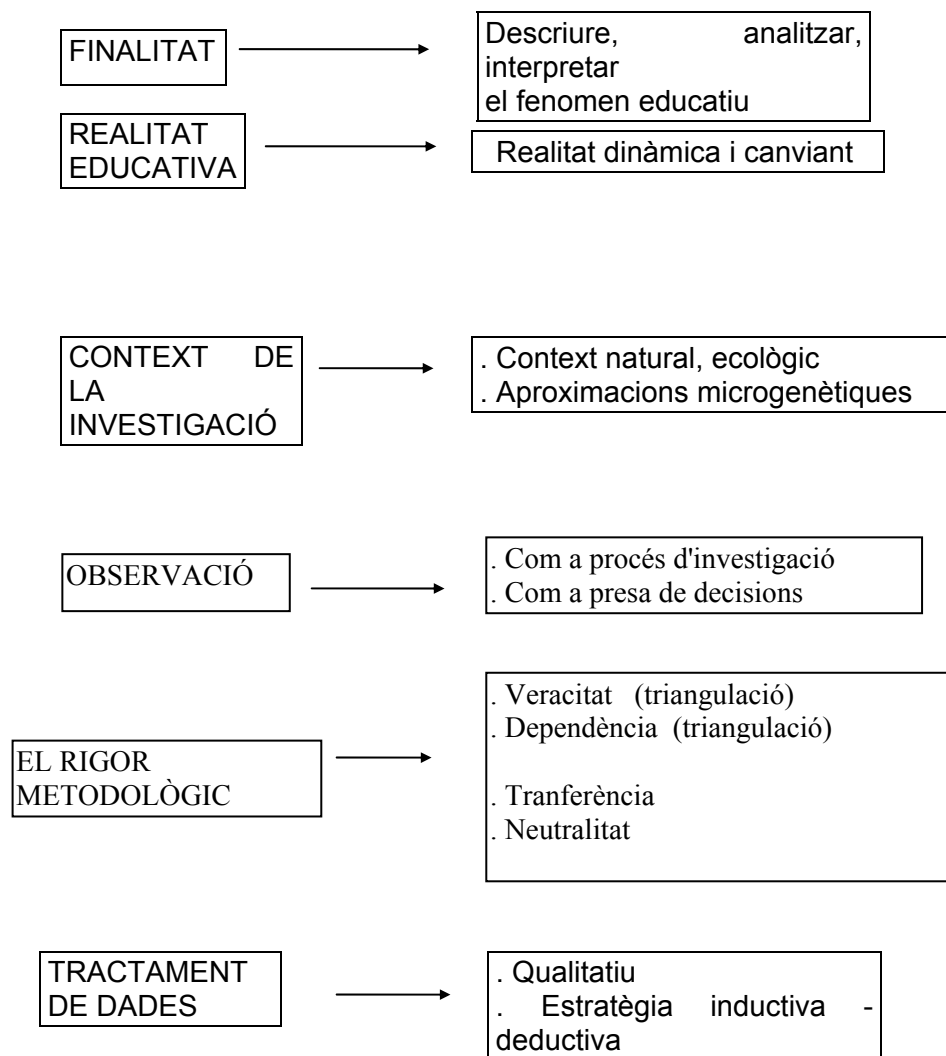 FINALITAT
Descriure, analitzar,
interpretar
el fenomen educatiu
REALITAT
EDUCATIVA
Realitat dinàmica i canviant
CONTEXT DE
LA
INVESTIGACIÓ
. Context natural, ecològic
. Aproximacions microgenètiques
OBSERVACIÓ
. Com a procés d'investigació
. Com a presa de decisions
EL RIGOR
METODOLÒGIC
. Veracitat (triangulació)
. Dependència (triangulació)
. Tranferència
. Neutralitat
TRACTAMENT
DE DADES
. Qualitatiu
. Estratègia inductiva -
deductiva